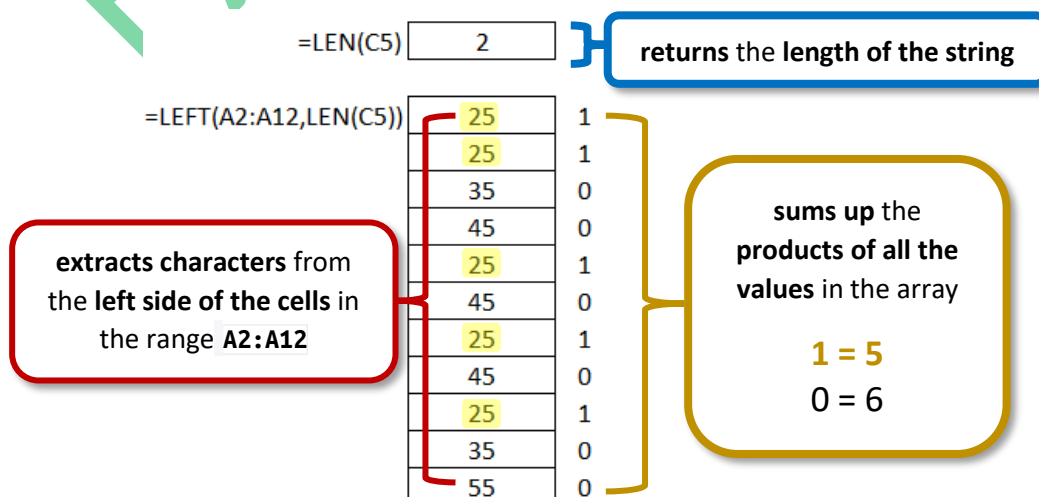 =LEN(C5) 2
returns the length of the string
=LEFT(A2:A12,LEN(C5)) 25 1
25 1
35 0
45 0
25 1
45 0
25 1
45 0
25 1
35 0
55 0
extracts characters from
the left side of the cells in
the range A2:A12
sums up the
products of all the
values in the array
1 = 5
0 = 6